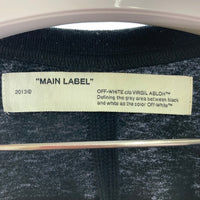 "MAIN LABEL"
2013©
OFF-WHITE c/o VIRGIL ABLOH™
Defining the grey area between black
and white as the color Off-White™